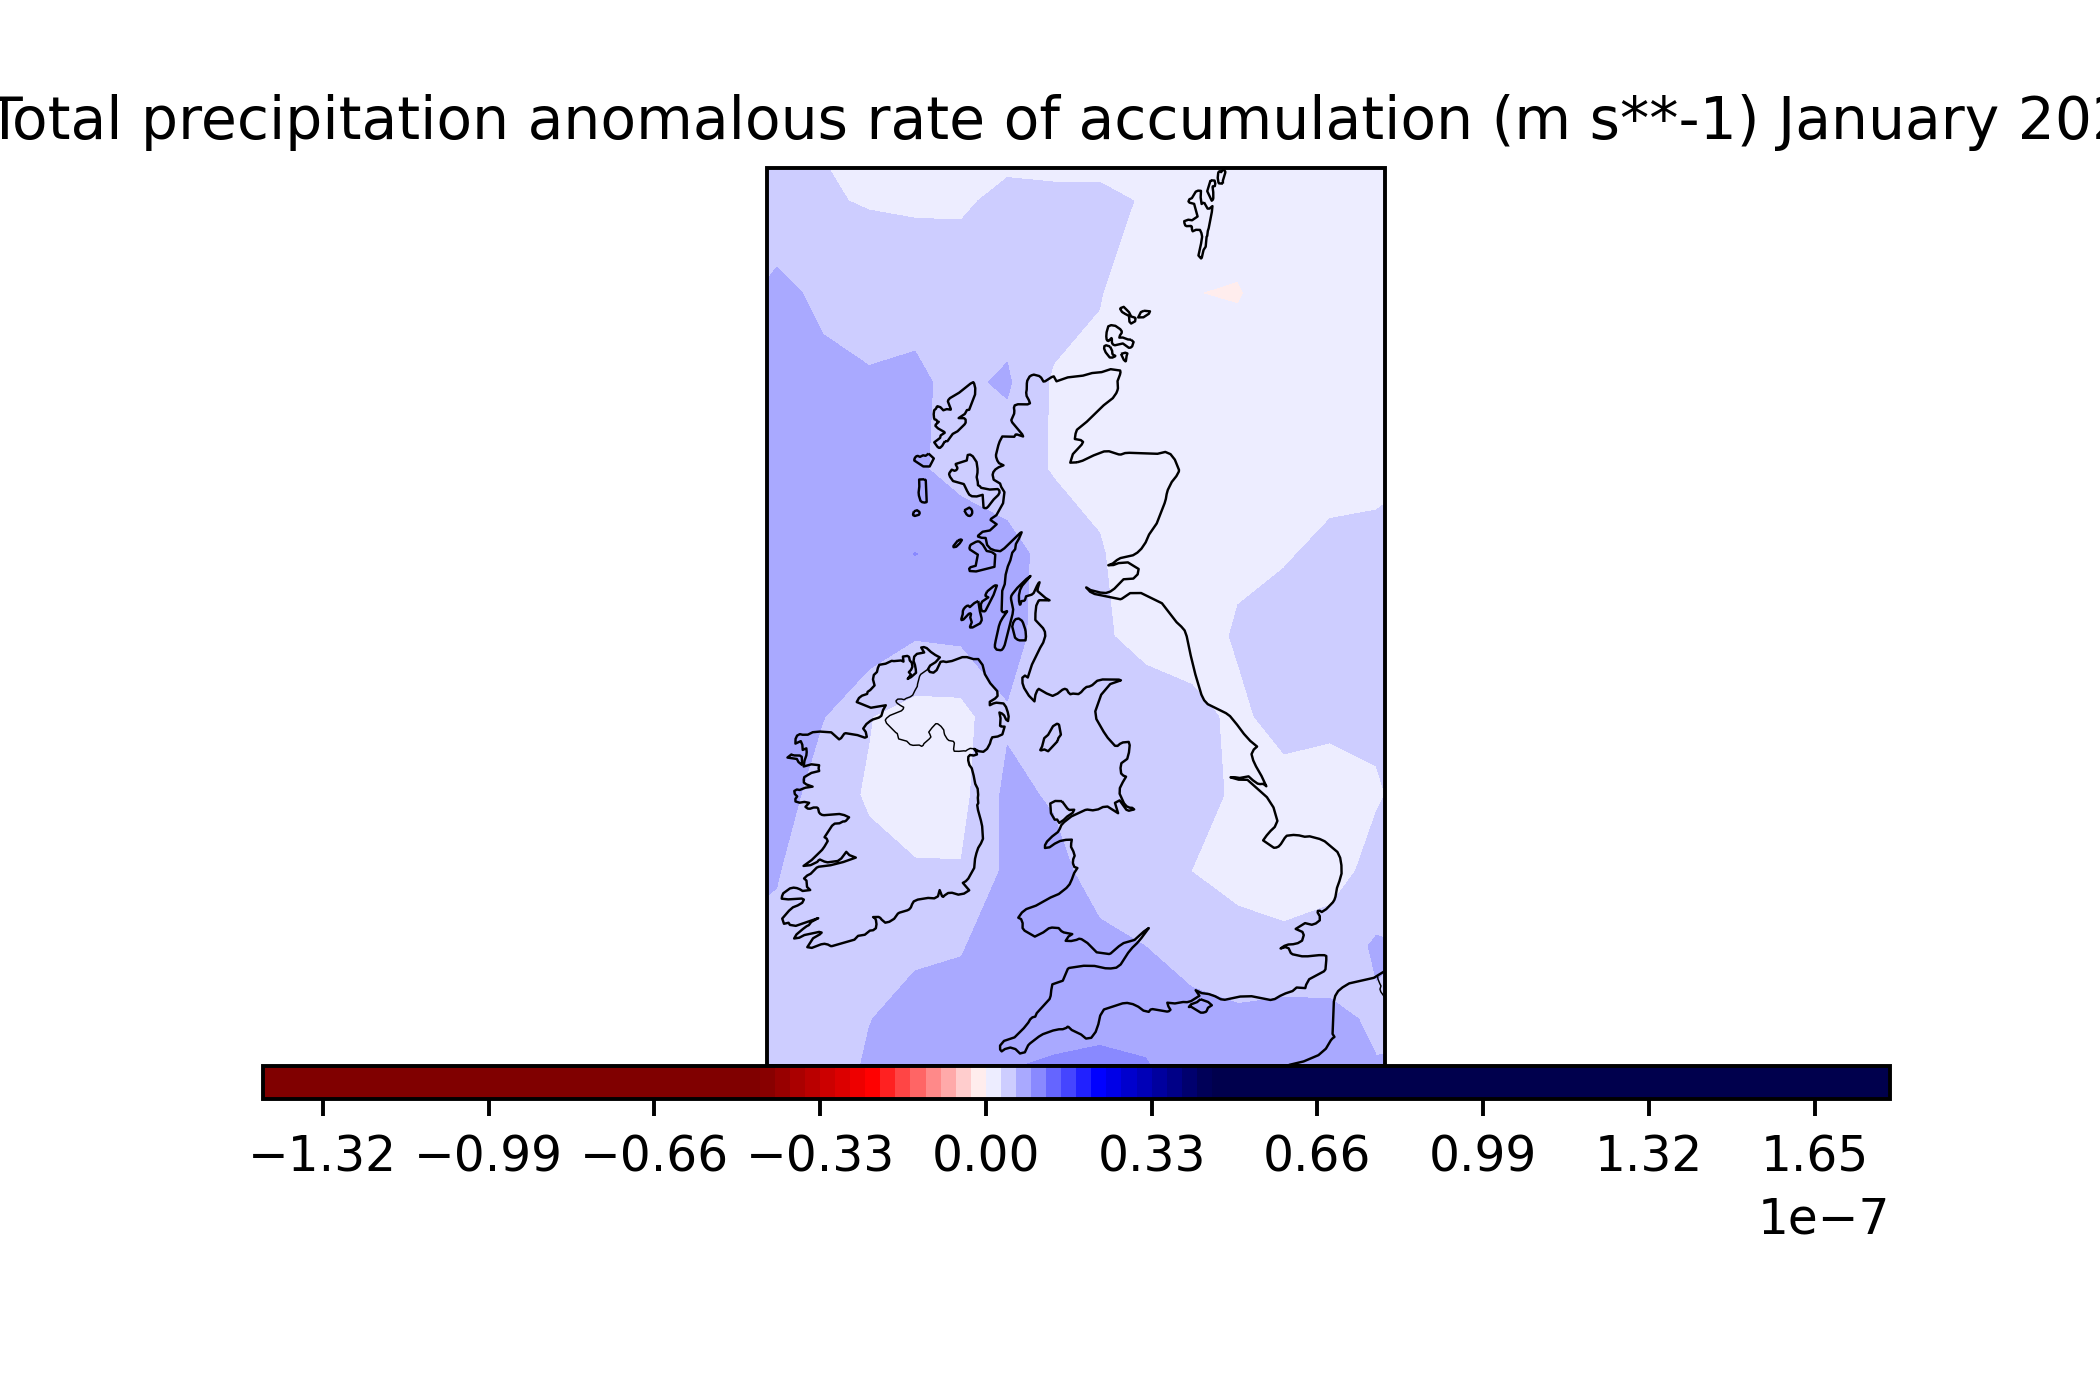 Total precipitation anomalous rate of accumulation (m s**-1) January 202
−1.32 −0.99 −0.66 −0.33 0.00 0.33 0.66 0.99 1.32 1.65
1e−7